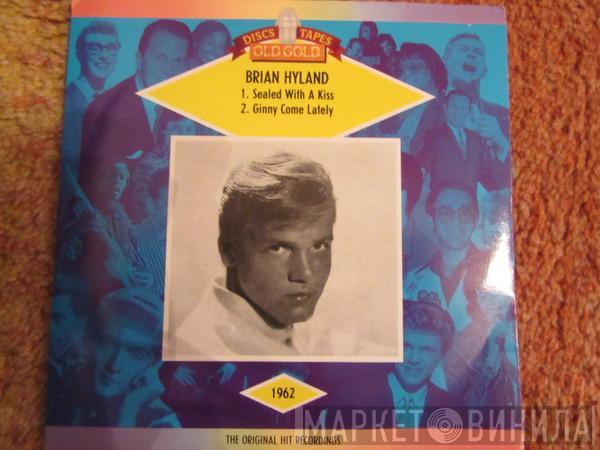 DISCS TAPES
OLD GOLD
BRIAN HYLAND
1. Sealed With A Kiss
2. Ginny Come Lately
1962
THE ORIGINAL HIT RECORDINGS
МАРКЕТ ВИНИЛА